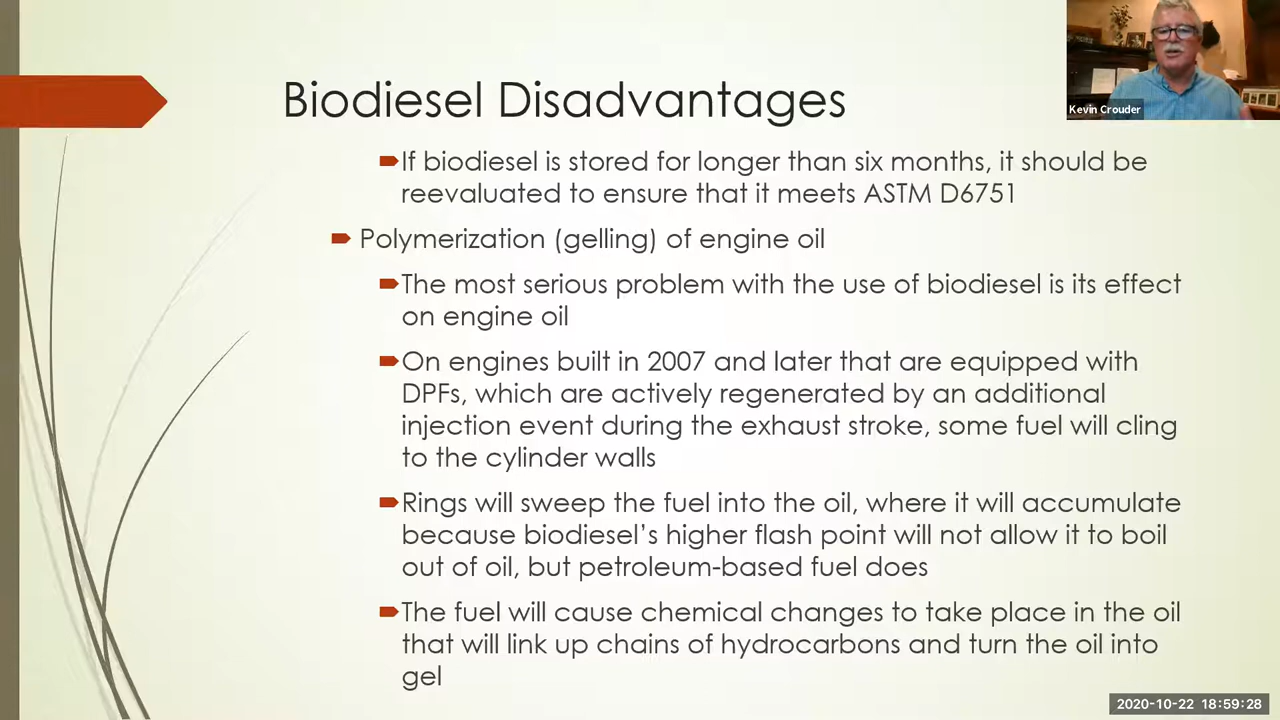 Biodiesel Disadvantages
Kevin Crouder
If biodiesel is stored for longer than six months, it should be
reevaluated to ensure that it meets ASTM D6751
Polymerization (gelling) of engine oil
The most serious problem with the use of biodiesel is its effect
on engine oil
On engines built in 2007 and later that are equipped with
DPFs, which are actively regenerated by an additional
injection event during the exhaust stroke, some fuel will cling
to the cylinder walls
Rings will sweep the fuel into the oil, where it will accumulate
because biodiesel’s higher flash point will not allow it to boil
out of oil, but petroleum-based fuel does
The fuel will cause chemical changes to take place in the oil
that will link up chains of hydrocarbons and turn the oil into
gel
2020-10-22 18:59:28